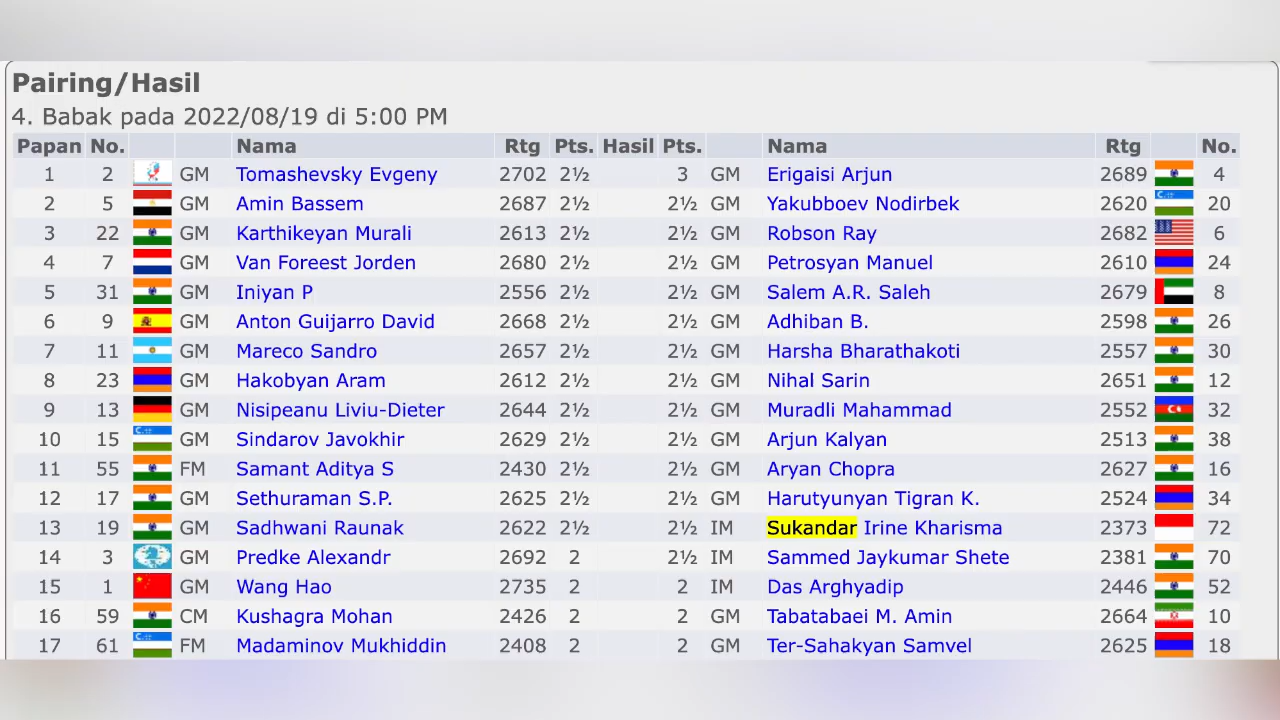 Pairing/Hasil
4. Babak pada 2022/08/19 di 5:00 PM
Papan No. Nama Rtg Pts. Hasil Pts. Nama Rtg No.
1 2 GM Tomashevsky Evgeny 2702 2½ 3 GM Erigaisi Arjun 2689 4
2 5 GM Amin Bassem 2687 2½ 2½ GM Yakubboev Nodirbek 2620 20
3 22 GM Karthikeyan Murali 2613 2½ 2½ GM Robson Ray 2682 6
4 7 GM Van Foreest Jorden 2680 2½ 2½ GM Petrosyan Manuel 2610 24
5 31 GM Iniyan P 2556 2½ 2½ GM Salem A.R. Saleh 2679 8
6 9 GM Anton Guijarro David 2668 2½ 2½ GM Adhiban B. 2598 26
7 11 GM Mareco Sandro 2657 2½ 2½ GM Harsha Bharathakoti 2557 30
8 23 GM Hakobyan Aram 2612 2½ 2½ GM Nihal Sarin 2651 12
9 13 GM Nisipeanu Liviu-Dieter 2644 2½ 2½ GM Muradli Mahammad 2552 32
10 15 GM Sindarov Javokhir 2629 2½ 2½ GM Arjun Kalyan 2513 38
11 55 FM Samant Aditya S 2430 2½ 2½ GM Aryan Chopra 2627 16
12 17 GM Sethuraman S.P. 2625 2½ 2½ GM Harutyunyan Tigran K. 2524 34
13 19 GM Sadhwani Raunak 2622 2½ 2½ IM Sukandar Irine Kharisma 2373 72
14 3 GM Predke Alexandr 2692 2 2½ IM Sammed Jaykumar Shete 2381 70
15 1 GM Wang Hao 2735 2 2 IM Das Arghyadip 2446 52
16 59 CM Kushagra Mohan 2426 2 2 GM Tabatabaei M. Amin 2664 10
17 61 FM Madaminov Mukhiddin 2408 2 2 GM Ter-Sahakyan Samvel 2625 18